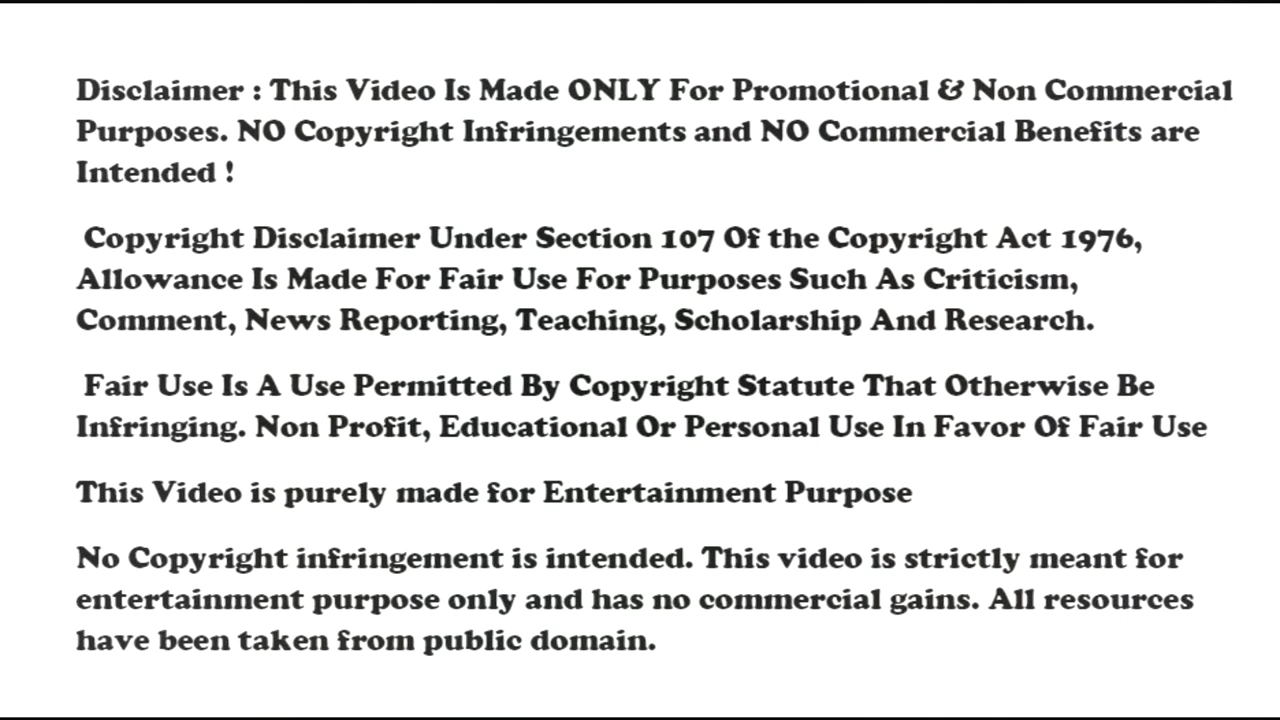 Disclaimer : This Video Is Made ONLY For Promotional & Non Commercial
Purposes. NO Copyright Infringements and NO Commercial Benefits are
Intended !
Copyright Disclaimer Under Section 107 Of the Copyright Act 1976,
Allowance Is Made For Fair Use For Purposes Such As Criticism,
Comment, News Reporting, Teaching, Scholarship And Research.
Fair Use Is A Use Permitted By Copyright Statute That Otherwise Be
Infringing. Non Profit, Educational Or Personal Use In Favor Of Fair Use
This Video is purely made for Entertainment Purpose
No Copyright infringement is intended. This video is strictly meant for
entertainment purpose only and has no commercial gains. All resources
have been taken from public domain.